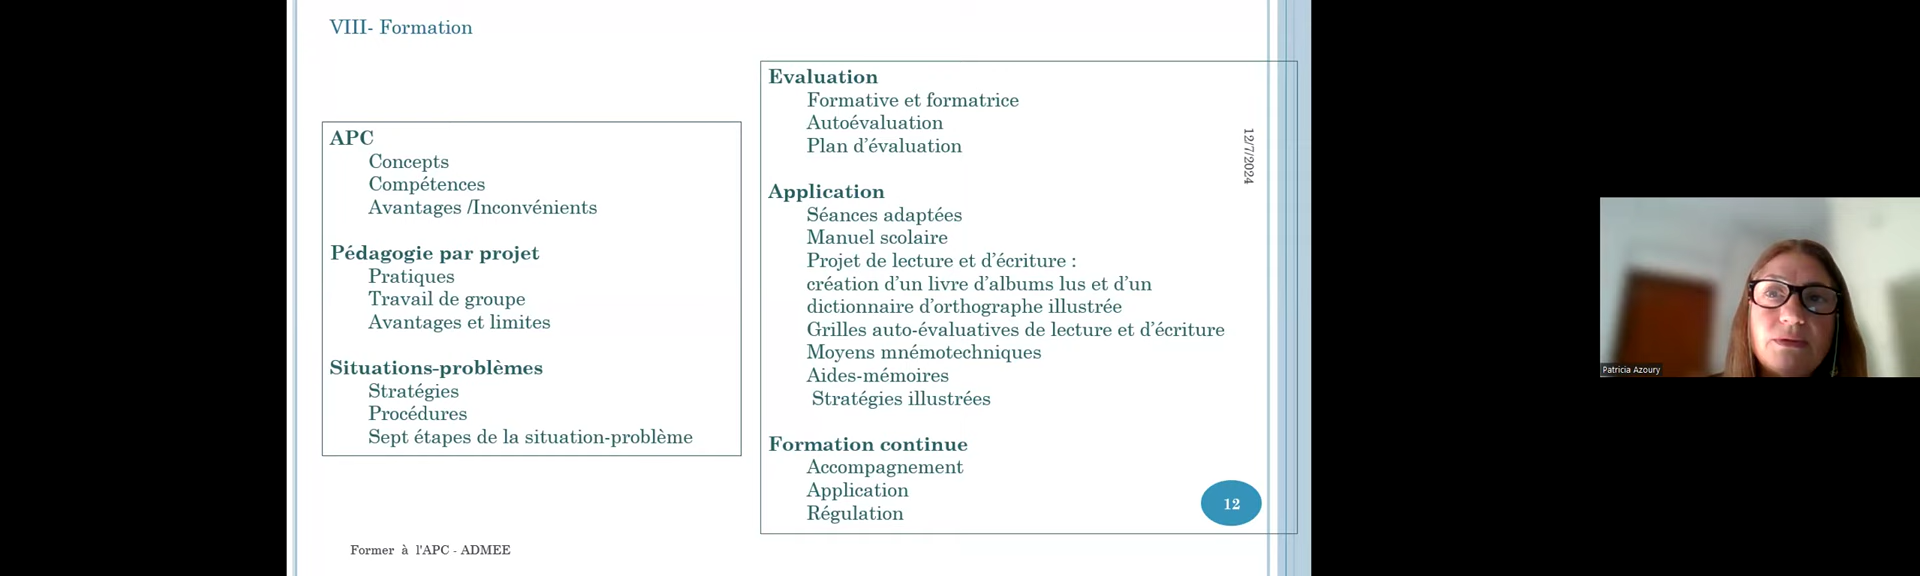 VIII- Formation
APC
Concepts
Compétences
Avantages /Inconvénients
Pédagogie par projet
Pratiques
Travail de groupe
Avantages et limites
Situations-problèmes
Stratégies
Procédures
Sept étapes de la situation-problème
Evaluation
Formative et formatrice
Autoévaluation
Plan d’évaluation
Application
Séances adaptées
Manuel scolaire
Projet de lecture et d’écriture :
création d’un livre d’albums lus et d’un
dictionnaire d’orthographe illustrée
Grilles auto-évaluatives de lecture et d’écriture
Moyens mnémotechniques
Aides-mémoires
Stratégies illustrées
Formation continue
Accompagnement
Application
Régulation
12/7/2024
12
Former à l'APC - ADMEE
Patricia Azoury